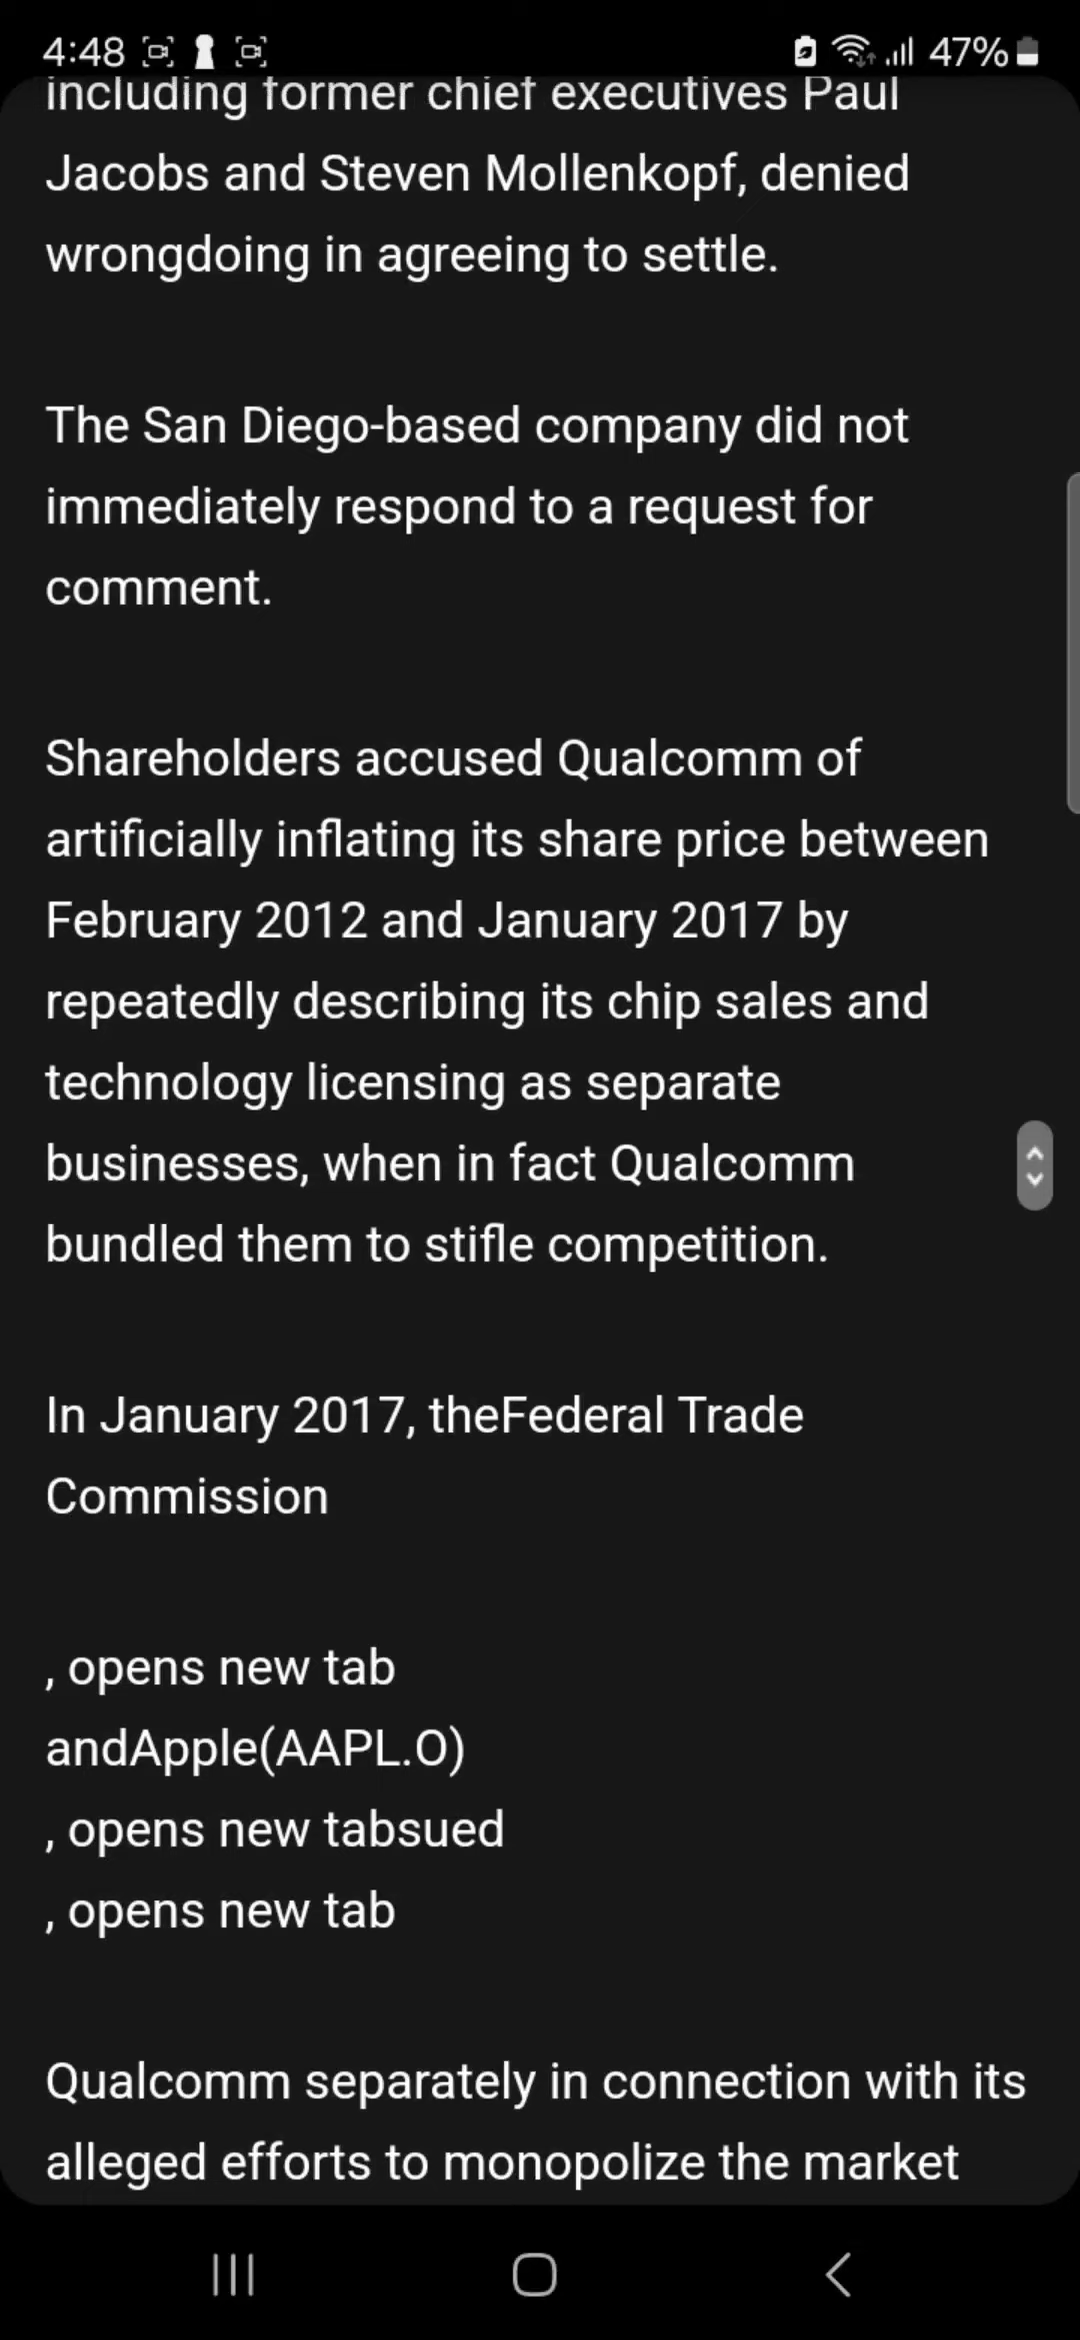 4:48
47%
including former chief executives Paul
Jacobs and Steven Mollenkopf, denied
wrongdoing in agreeing to settle.
The San Diego-based company did not
immediately respond to a request for
comment.
Shareholders accused Qualcomm of
artificially inflating its share price between
February 2012 and January 2017 by
repeatedly describing its chip sales and
technology licensing as separate
businesses, when in fact Qualcomm
bundled them to stifle competition.
In January 2017, theFederal Trade
Commission
, opens new tab
andApple(AAPL.O)
, opens new tabsued
, opens new tab
Qualcomm separately in connection with its
alleged efforts to monopolize the market